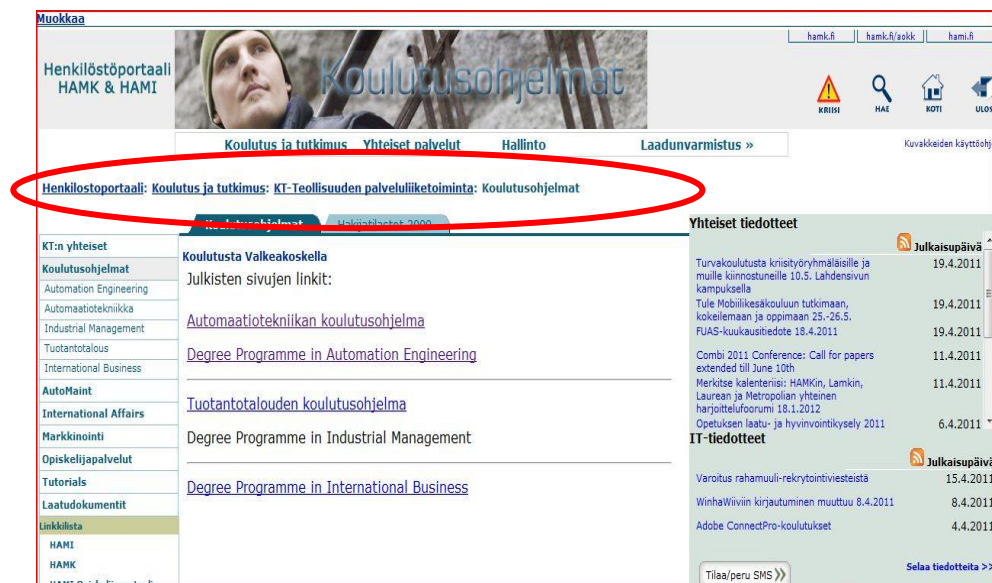 Muokkaa
Henkilöstöportaali
HAMK & HAMI
Koulutusohjelmat
hamk.fi
hamk.fi/aokk
hami.fi
KRIISI
HAE
KOTI
ULOS
Koulutus ja tutkimus Yhteiset palvelut Hallinto Laadunvarmistus »
Kuvakkeiden käyttöohj
Henkilostoportaali: Koulutus ja tutkimus: KT-Teollisuuden palveluliiketoiminta: Koulutusohjelmat
Koulutusohjelmat
Hakijatilastot 2009
KT:n yhteiset
Koulutusohjelmat
Automation Engineering
Automaatiotekniikka
Industrial Management
Tuotantotalous
International Business
AutoMaint
International Affairs
Markkinointi
Opiskelijapalvelut
Tutorials
Laatudokumentit
Linkkilista
HAMI
HAMK
Koulutusta Valkeakoskella
Julkisten sivujen linkit:
Automaatiotekniikan koulutusohjelma
Degree Programme in Automation Engineering
Tuotantotalouden koulutusohjelma
Degree Programme in Industrial Management
Degree Programme in International Business
Yhteiset tiedotteet
Julkaisupäivä
Turvakoulutusta kriisityöryhmäläisille ja 19.4.2011
muille kiinnostuneille 10.5. Lahdensivun
kampuksella
Tule Mobiilikesäkouluun tutkimaan, 19.4.2011
kokeilemaan ja oppimaan 25.-26.5.
FUAS-kuukausitiedote 18.4.2011 19.4.2011
Combi 2011 Conference: Call for papers 11.4.2011
extended till June 10th
Merkitse kalenteriisi: HAMKin, Lamkin, 11.4.2011
Laurean ja Metropolian yhteinen
harjoittelufoorumi 18.1.2012
Opetuksen laatu- ja hyvinvointikysely 2011 6.4.2011
IT-tiedotteet
Julkaisupäivä
Varoitus rahamuuli-rekrytointiviesteistä 15.4.2011
WinhaWiiviin kirjautuminen muuttuu 8.4.2011 8.4.2011
Adobe ConnectPro-koulutukset 4.4.2011
Tilaa/peru SMS
Selaa tiedotteita >>